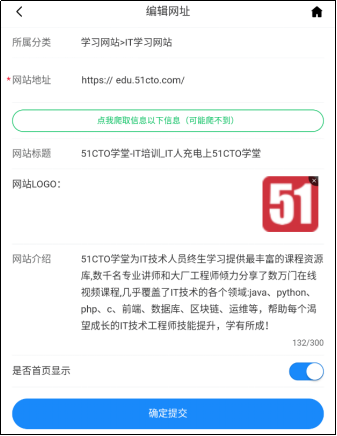 编辑网址
所属分类 学习网站>IT学习网站
*网站地址 https:// edu.51cto.com/
点我爬取信息以下信息（可能爬不到）
网站标题 51CTO学堂-IT培训_IT人充电上51CTO学堂
网站LOGO：
51
网站介绍 51CTO学堂为IT技术人员终生学习提供最丰富的课程资源
库,数千名专业讲师和大厂工程师倾力分享了数万门在线
视频课程,几乎覆盖了IT技术的各个领域:java、python、
php、c、前端、数据库、区块链、运维等，帮助每个渴
望成长的IT技术工程师技能提升，学有所成！
132/300
是否首页显示
确定提交